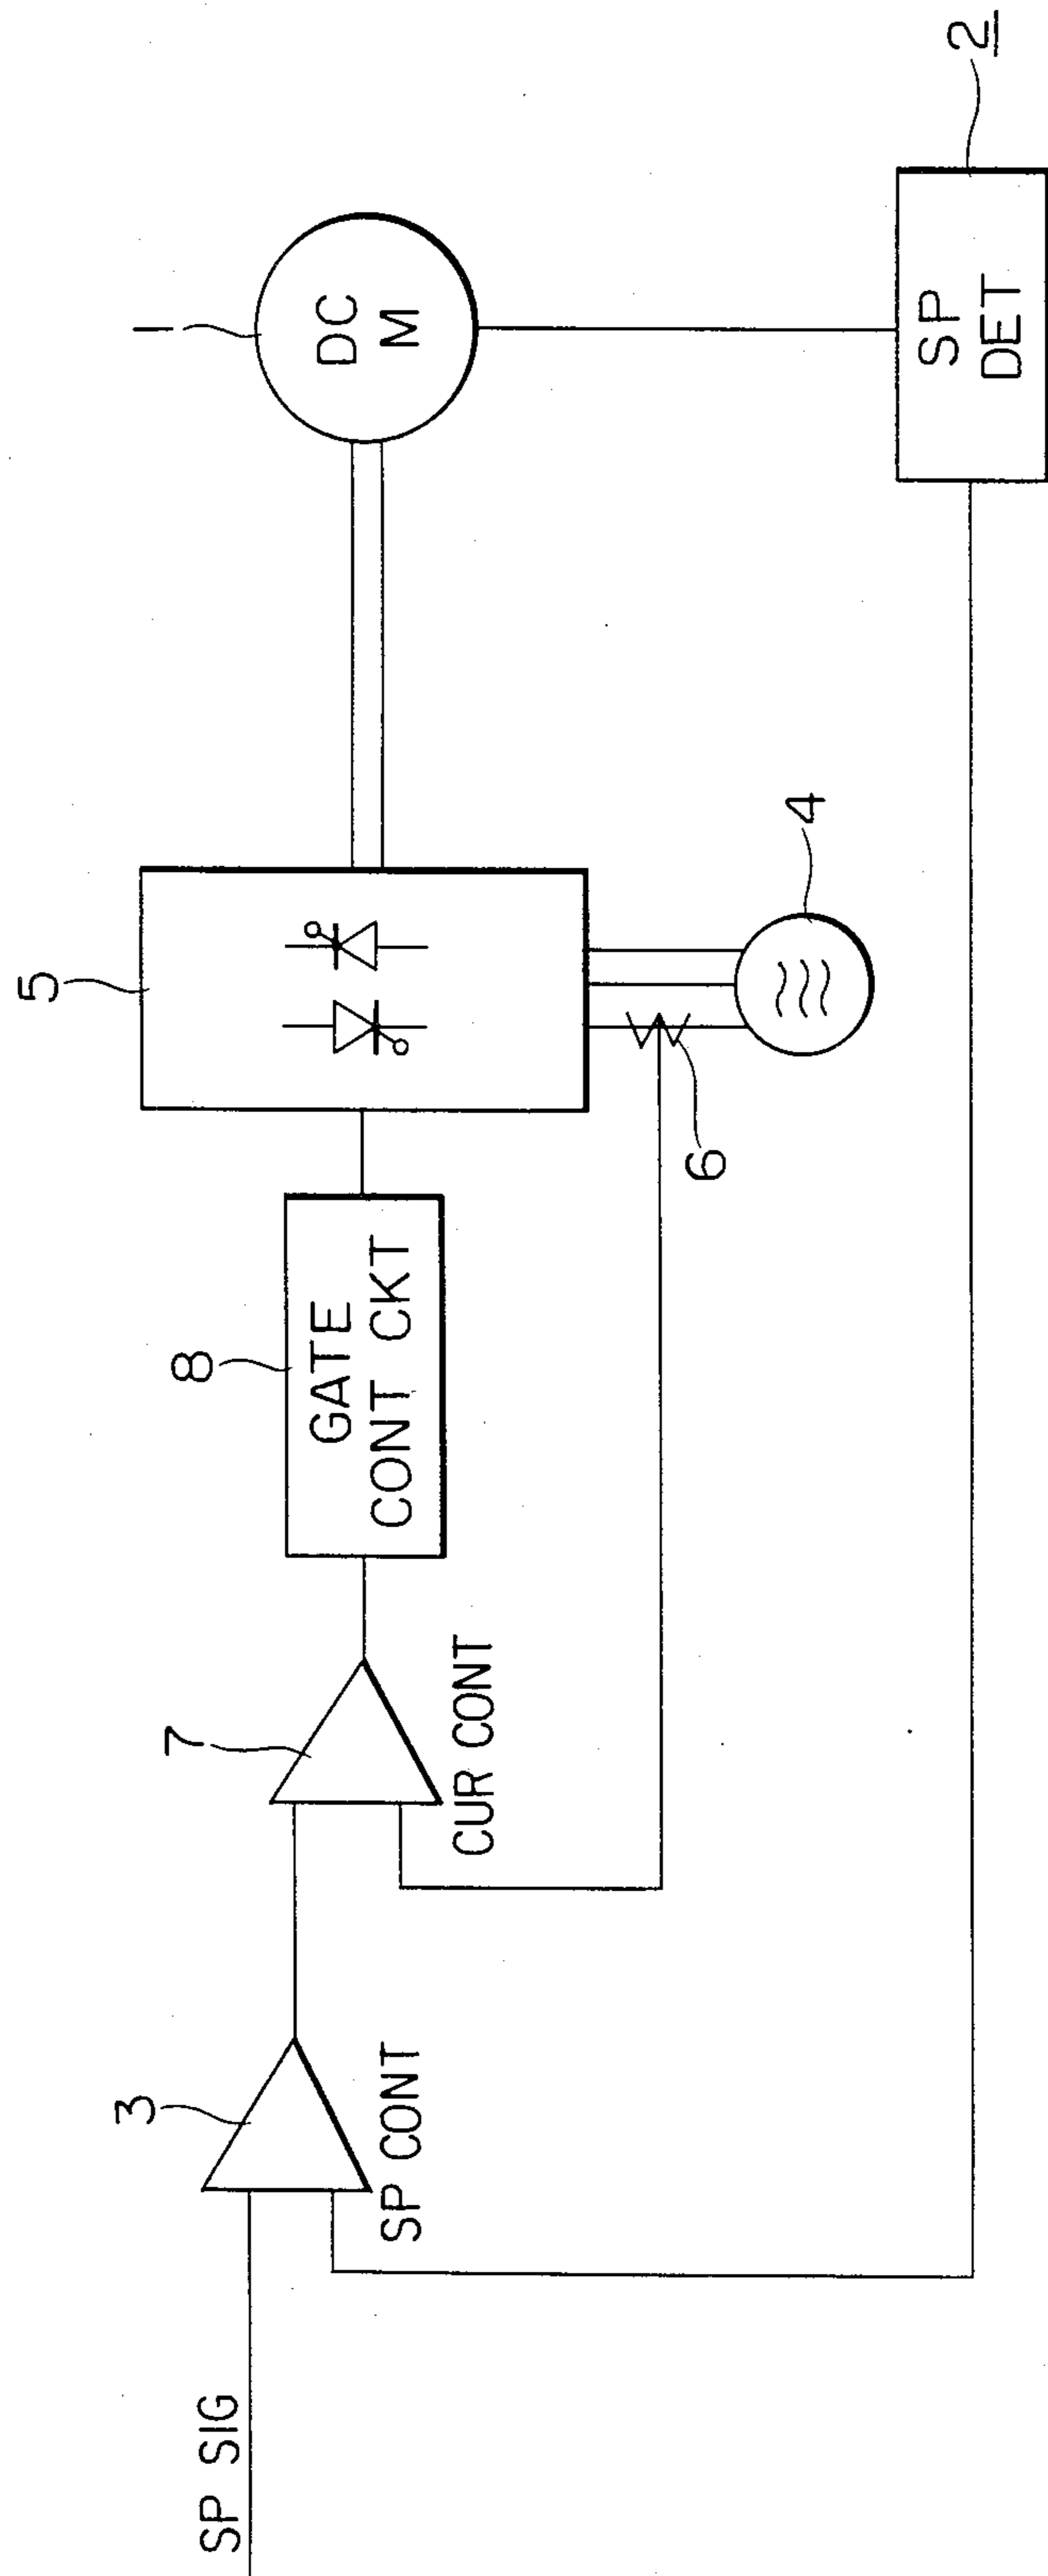 SP SIG
3
SP CONT
7
CUR CONT
8
GATE
CONT CKT
5
6
4
1
DC
M
SP
DET
2